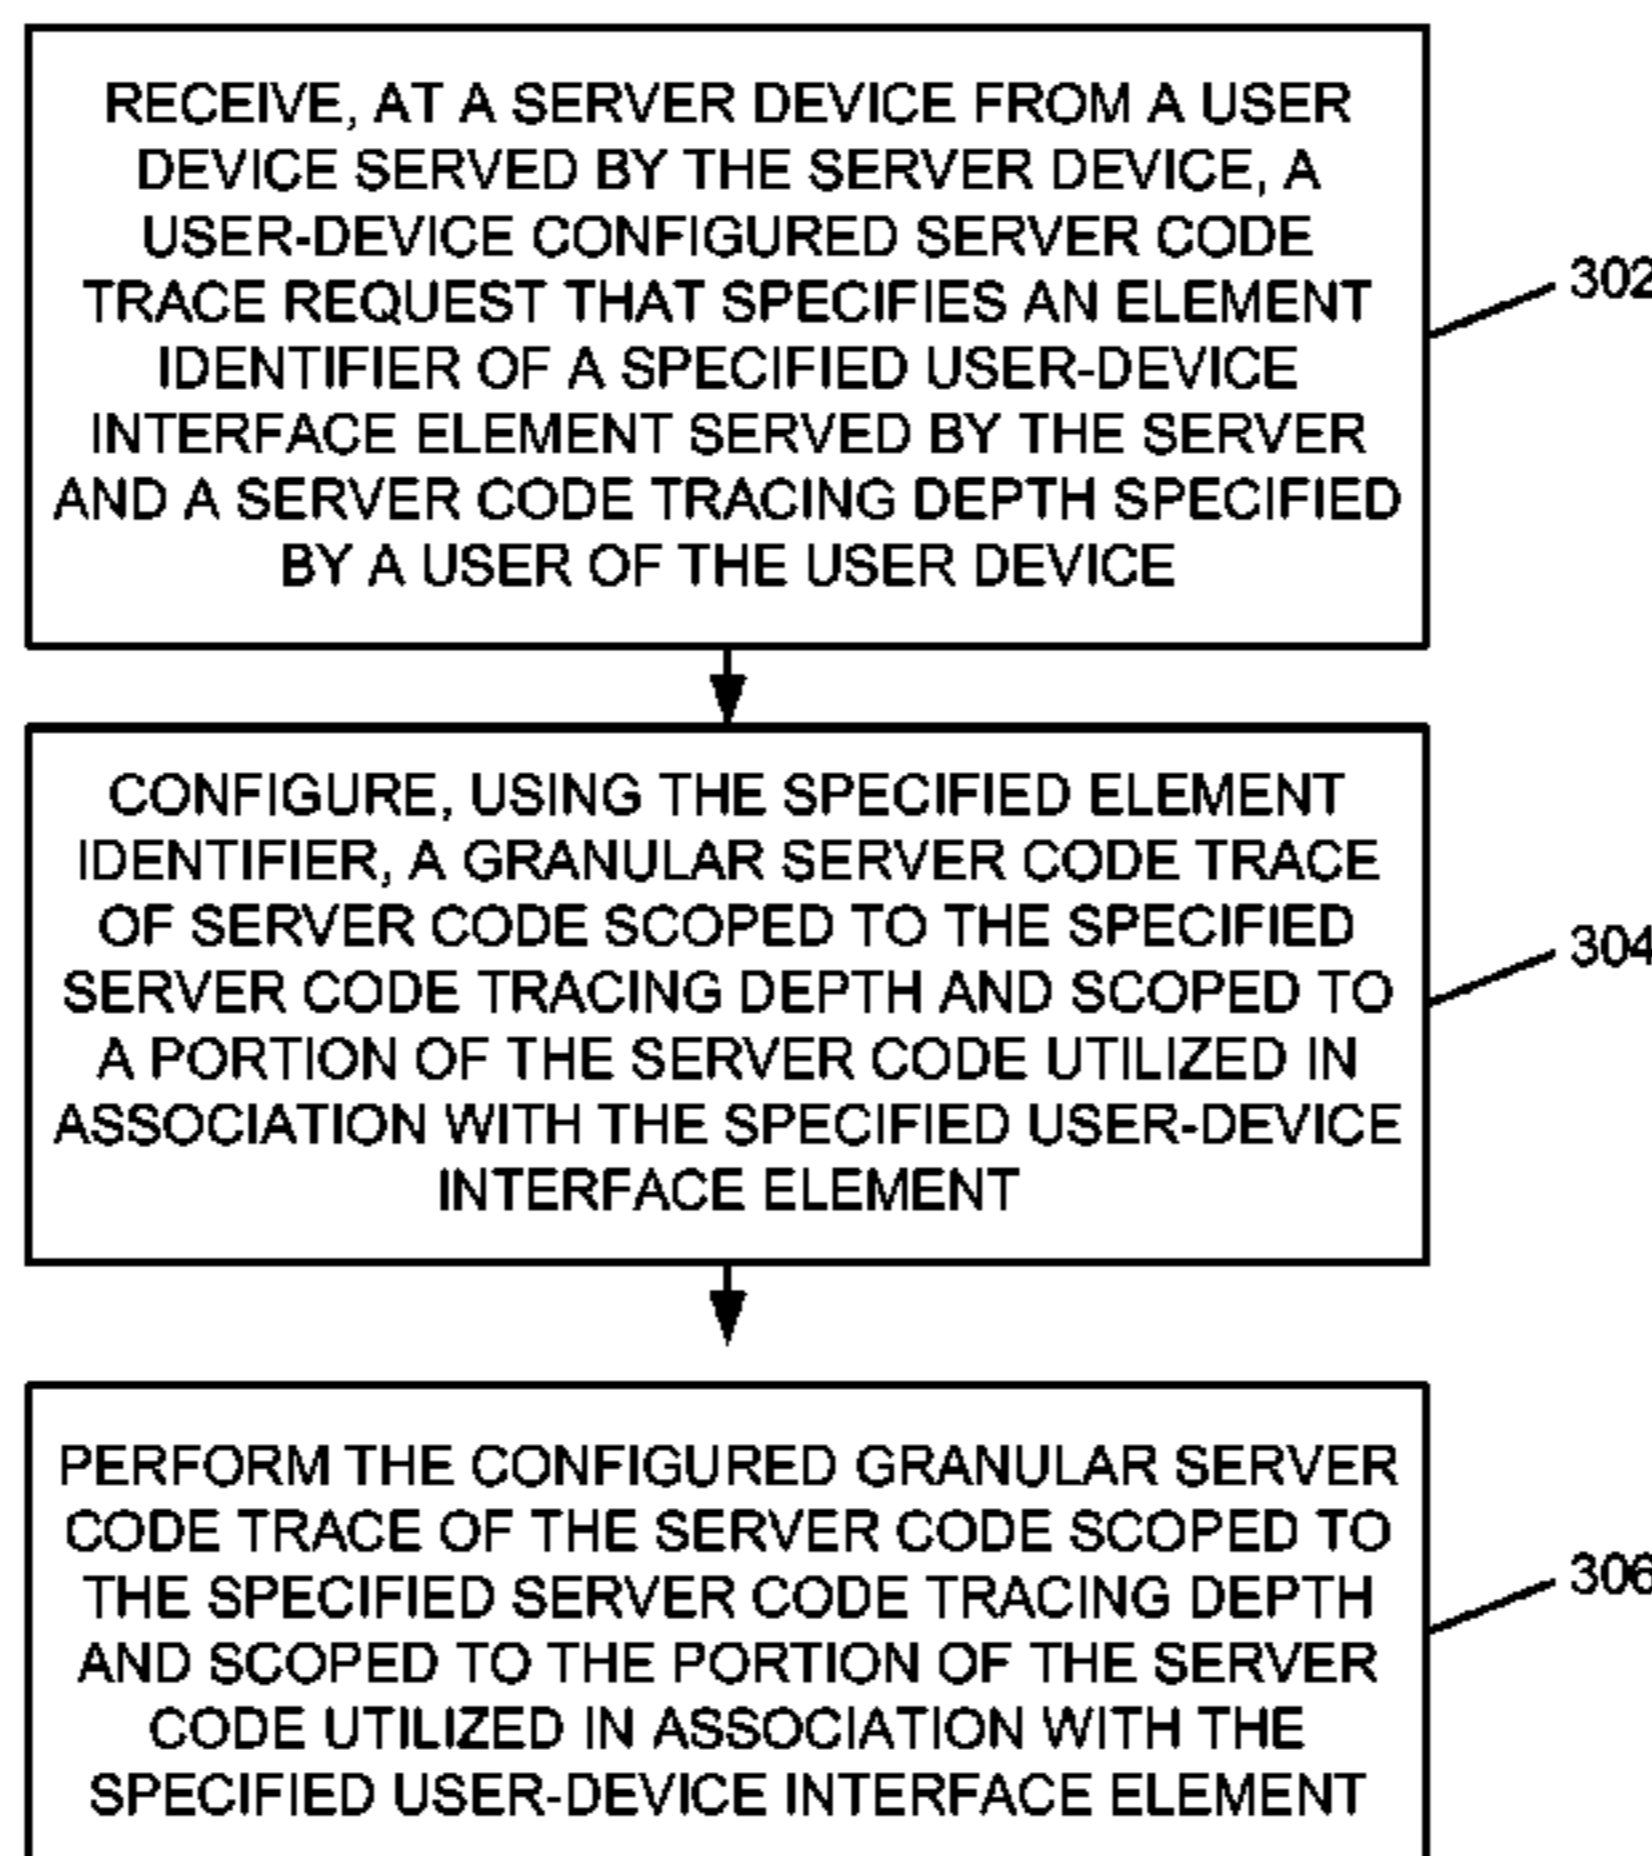 RECEIVE, AT A SERVER DEVICE FROM A USER
DEVICE SERVED BY THE SERVER DEVICE, A
USER-DEVICE CONFIGURED SERVER CODE
TRACE REQUEST THAT SPECIFIES AN ELEMENT
IDENTIFIER OF A SPECIFIED USER-DEVICE
INTERFACE ELEMENT SERVED BY THE SERVER
AND A SERVER CODE TRACING DEPTH SPECIFIED
BY A USER OF THE USER DEVICE
302
CONFIGURE, USING THE SPECIFIED ELEMENT
IDENTIFIER, A GRANULAR SERVER CODE TRACE
OF SERVER CODE SCOPED TO THE SPECIFIED
SERVER CODE TRACING DEPTH AND SCOPED TO
A PORTION OF THE SERVER CODE UTILIZED IN
ASSOCIATION WITH THE SPECIFIED USER-DEVICE
INTERFACE ELEMENT
304
PERFORM THE CONFIGURED GRANULAR SERVER
CODE TRACE OF THE SERVER CODE SCOPED TO
THE SPECIFIED SERVER CODE TRACING DEPTH
AND SCOPED TO THE PORTION OF THE SERVER
CODE UTILIZED IN ASSOCIATION WITH THE
SPECIFIED USER-DEVICE INTERFACE ELEMENT
306